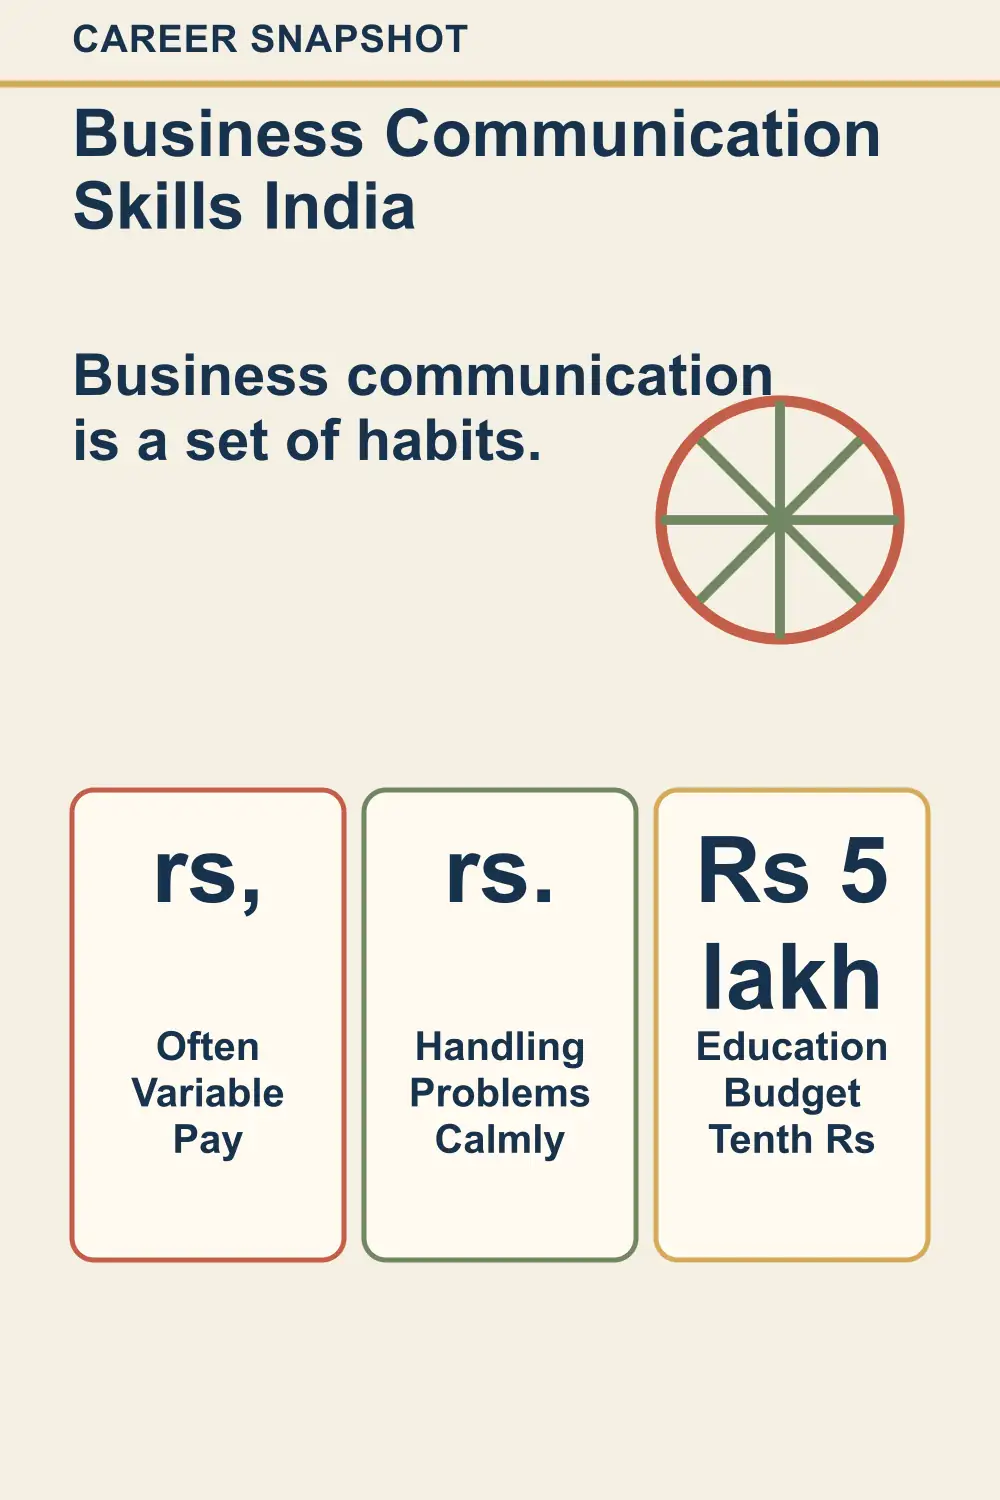 CAREER SNAPSHOT
Business Communication
Skills India
Business communication
is a set of habits.
rs,
Often
Variable
Pay
rs.
Handling
Problems
Calmly
Rs 5
lakh
Education
Budget
Tenth Rs